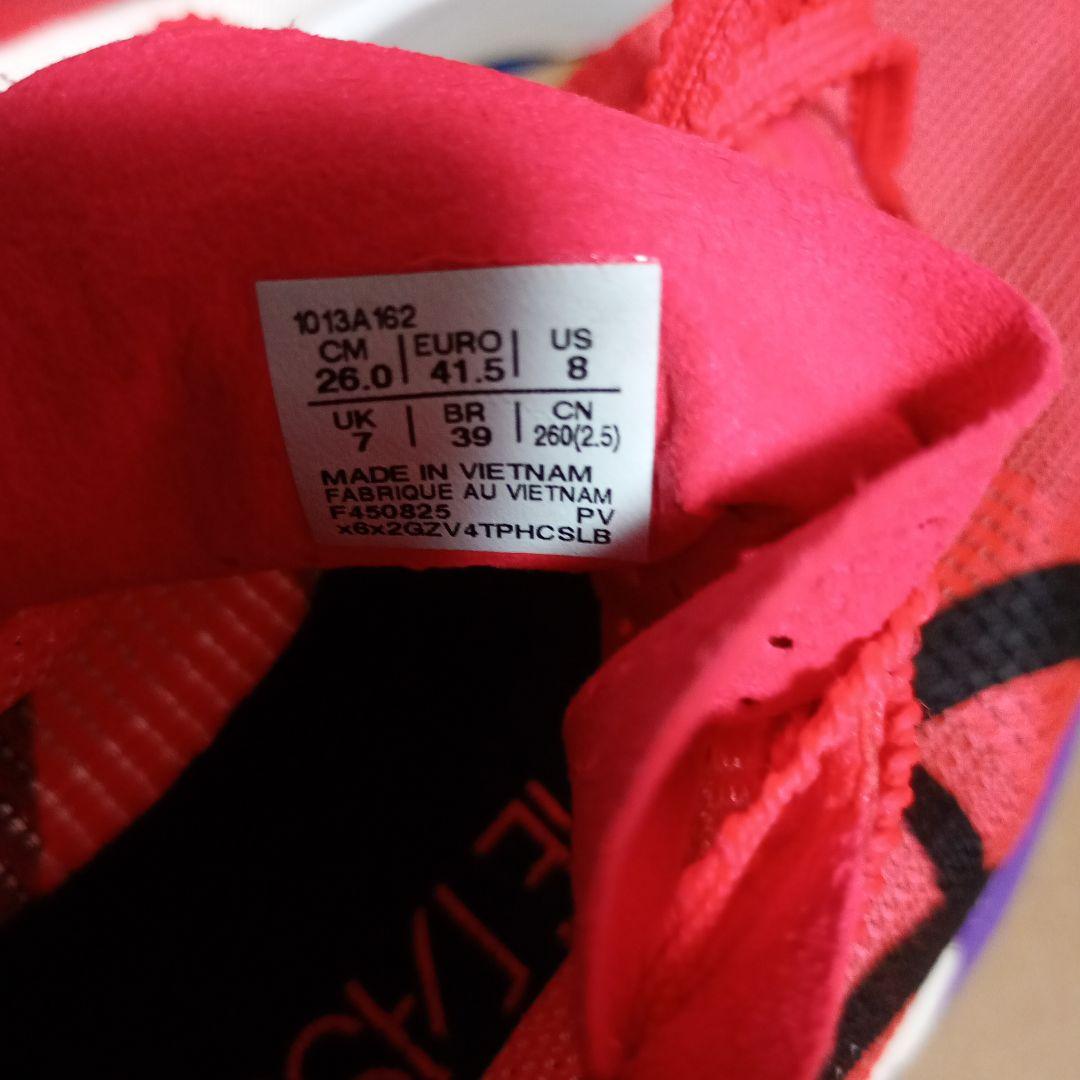 1013A162
CM | EURO | US
26.0 | 41.5 | 8
UK | BR | CN
7 | 39 | 260(2.5)
MADE IN VIETNAM
FABRIQUE AU VIETNAM
F450825 PV
x6x2GZV4TPHCSLB